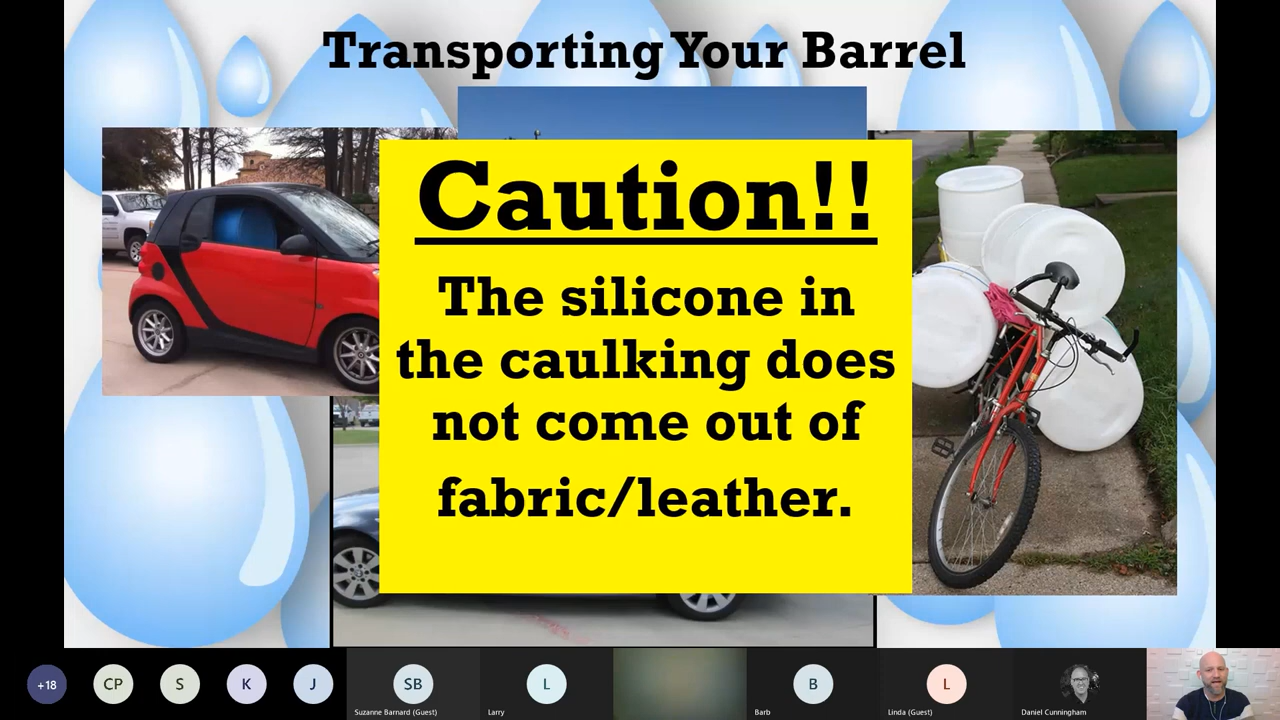 Transporting Your Barrel
Caution!!
The silicone in
the caulking does
not come out of
fabric/leather.
+18
CP
S
K
J
SB
L
B
L
Suzanne Barnard (Guest)
Larry
Barb
Linda (Guest)
Daniel Cunningham